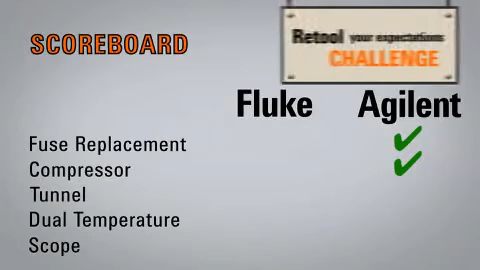 SCOREBOARD
Retool your expectations
CHALLENGE
Fluke Agilent
Fuse Replacement
Compressor
Tunnel
Dual Temperature
Scope